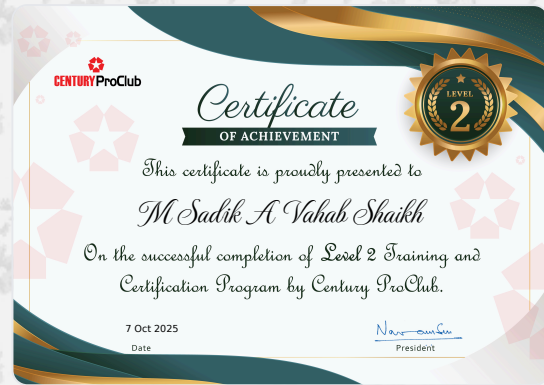 CENTURY ProClub
Certificate
OF ACHIEVEMENT
LEVEL
2
This certificate is proudly presented to
M Sadik A Vahab Shaikh
On the successful completion of Level 2 Training and
Certification Program by Century ProClub.
7 Oct 2025
Date
President